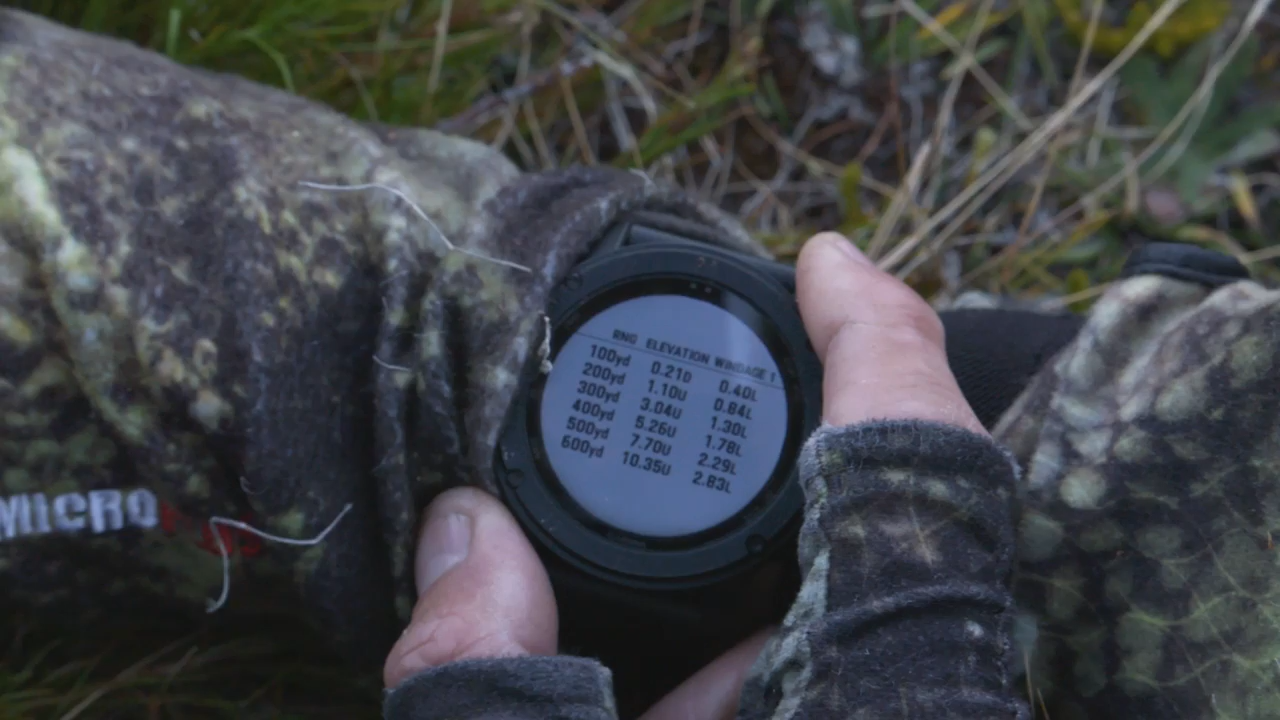 RNG ELEVATION WINDAGE 1
100yd 0.21D 0.40L
200yd 1.10U 0.84L
300yd 3.04U 1.30L
400yd 5.26U 1.78L
500yd 7.70U 2.29L
600yd 10.35U 2.83L
MICRO